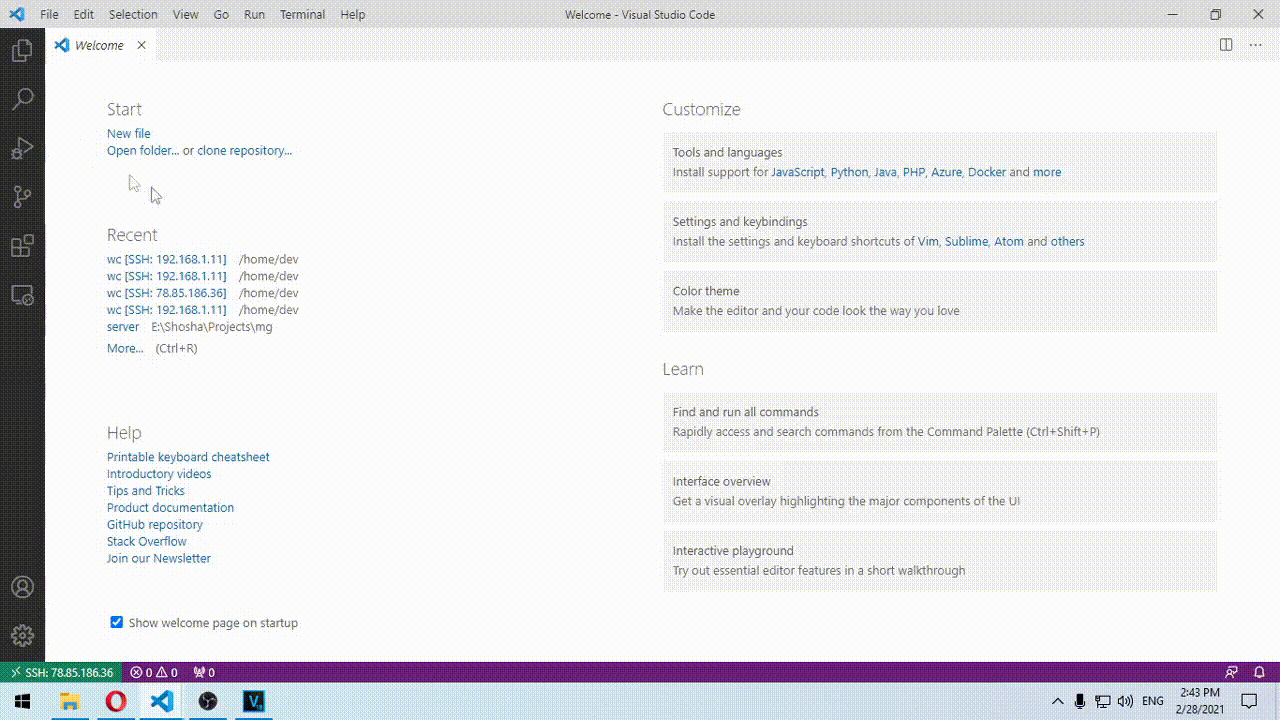 File Edit Selection View Go Run Terminal Help
Welcome - Visual Studio Code
Welcome
Start
New file
Open folder... or clone repository...
Recent
wc [SSH: 192.168.1.11] /home/dev
wc [SSH: 192.168.1.11] /home/dev
wc [SSH: 78.85.186.36] /home/dev
wc [SSH: 192.168.1.11] /home/dev
server E:\Shosha\Projects\mg
More... (Ctrl+R)
Help
Printable keyboard cheatsheet
Introductory videos
Tips and Tricks
Product documentation
GitHub repository
Stack Overflow
Join our Newsletter
Show welcome page on startup
Customize
Tools and languages
Install support for JavaScript, Python, Java, PHP, Azure, Docker and more
Settings and keybindings
Install the settings and keyboard shortcuts of Vim, Sublime, Atom and others
Color theme
Make the editor and your code look the way you love
Learn
Find and run all commands
Rapidly access and search commands from the Command Palette (Ctrl+Shift+P)
Interface overview
Get a visual overlay highlighting the major components of the UI
Interactive playground
Try out essential editor features in a short walkthrough
SSH: 78.85.186.36 0 0 0
ENG
2:43 PM
2/28/2021